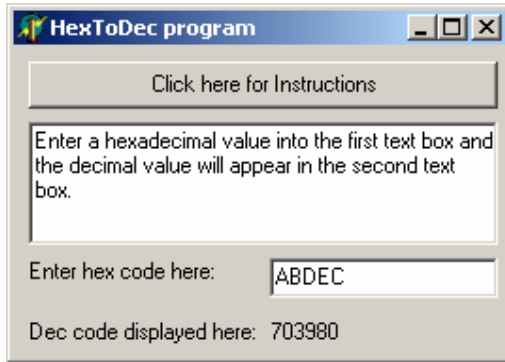 HexToDec program
Click here for Instructions
Enter a hexadecimal value into the first text box and
the decimal value will appear in the second text
box.
Enter hex code here: ABDEC
Dec code displayed here: 703980